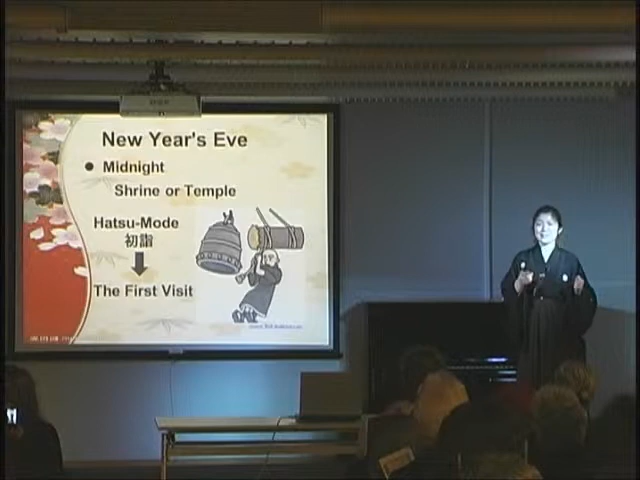 New Year's Eve
● Midnight
Shrine or Temple
Hatsu-Mode
初詣
The First Visit